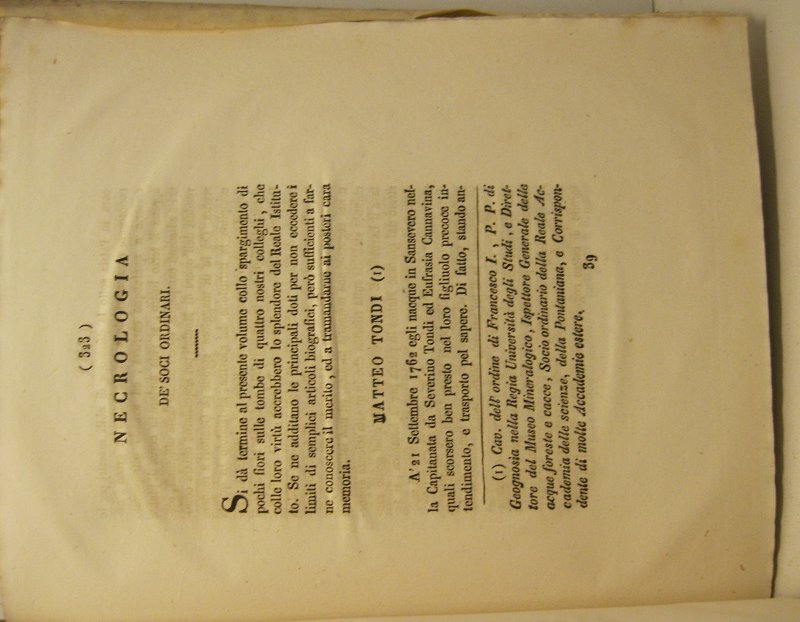 ( 323 )
NECROLOGIA
DE' SOCI ORDINARI.
Si dà termine al presente volume collo spargimento di
pochi fiori sulle tombe di quattro nostri colleghi, che
colle loro virtù accrebbero lo splendore del Reale Istitu-
to. Se ne additano le principali doti per non eccedere i
limiti di semplici articoli biografici, però sufficienti a far-
ne conoscere il merito, ed a tramandarne ai posteri cara
memoria.
MATTEO TONDI (1)
A' 21 Settembre 1762 egli nacque in Sansevero nel-
la Capitanata da Severino Tondi ed Eufrasia Cannavina,
quali scorsero ben presto nel loro figliuolo precoce in-
tendimento, e trasporto pel sapere. Di fatto, stando an-
(1) Cav. dell' ordine di Francesco I. P. P. di
Geognosia nella Regia Università degli Studi, e Diret-
tore del Museo Mineralogico, Ispettore Generale delle
acque foreste e cacce, Socio ordinario della Reale Ac-
cademia delle scienze, della Pontaniana, e Corrispon-
dente di molte Accademie estere.
39